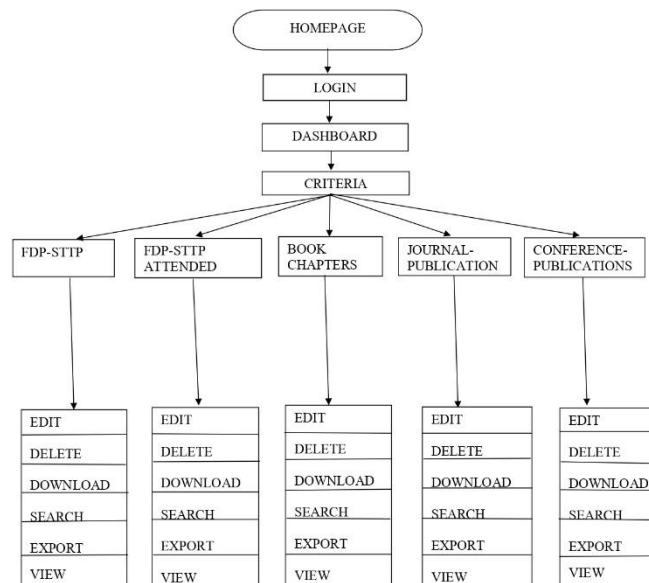 HOMEPAGE
LOGIN
DASHBOARD
CRITERIA
FDP-STTP
FDP-STTP
ATTENDED
BOOK
CHAPTERS
JOURNAL-
PUBLICATION
CONFERENCE-
PUBLICATIONS
EDIT
DELETE
DOWNLOAD
SEARCH
EXPORT
VIEW
EDIT
DELETE
DOWNLOAD
SEARCH
EXPORT
VIEW
EDIT
DELETE
DOWNLOAD
SEARCH
EXPORT
VIEW
EDIT
DELETE
DOWNLOAD
SEARCH
EXPORT
VIEW
EDIT
DELETE
DOWNLOAD
SEARCH
EXPORT
VIEW